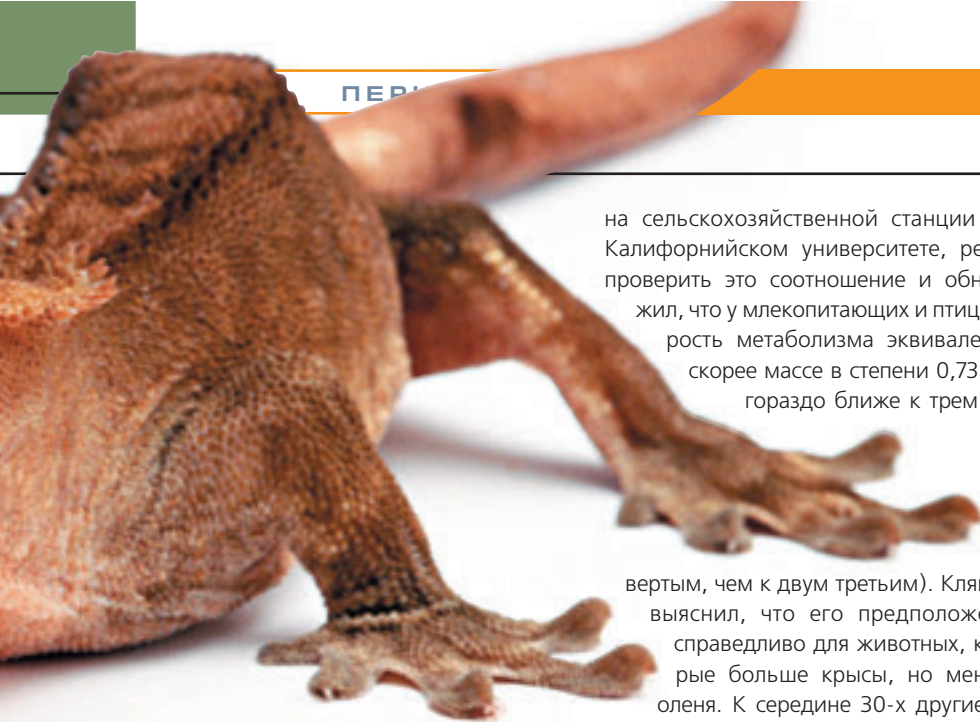 ПЕР
на сельскохозяйственной станции
Калифорнийском университете, ре
проверить это соотношение и обн
жил, что у млекопитающих и птиц
рость метаболизма эквивале
скорее массе в степени 0,73
гораздо ближе к трем
вертым, чем к двум третьим). Кля
выяснил, что его предположе
справедливо для животных, к
рые больше крысы, но мен
оленя. К середине 30-х другие